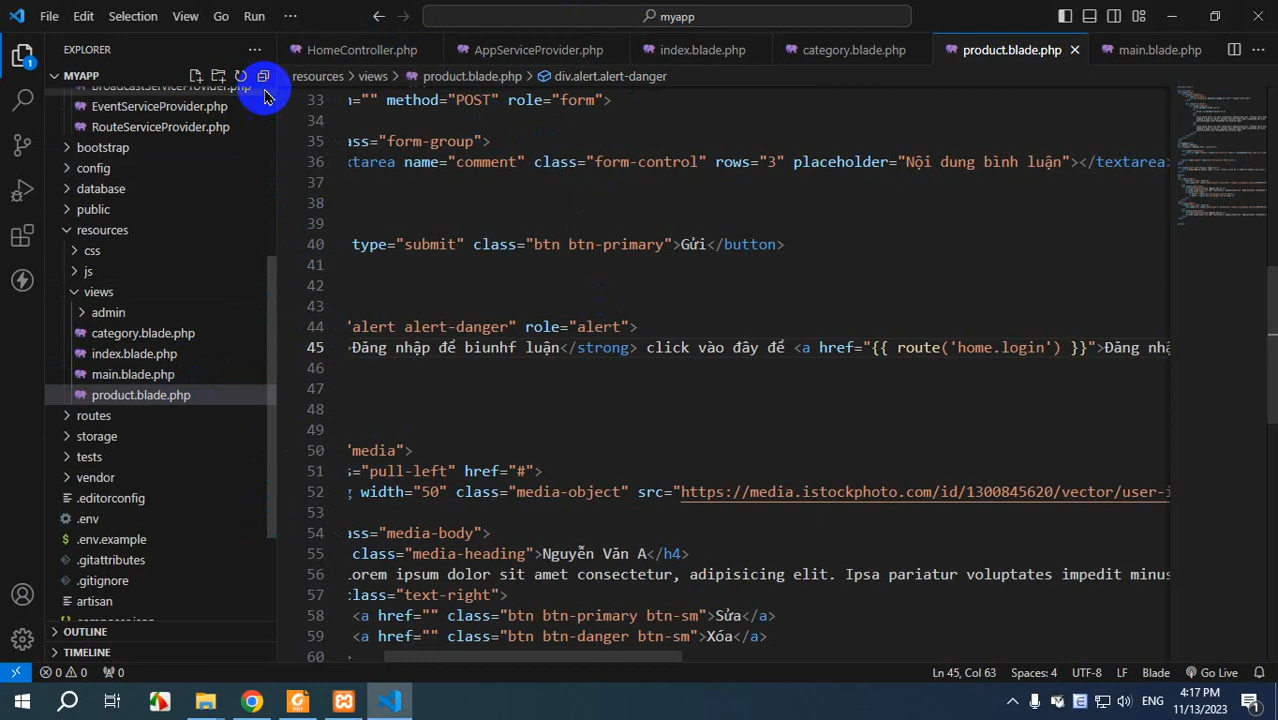 File Edit Selection View Go Run ··· myapp
EXPLORER ··· HomeController.php AppServiceProvider.php index.blade.php category.blade.php product.blade.php main.blade.php
MYAPP
resources > views > product.blade.php > div.alert.alert-danger
BroadcastServiceProvider.php
EventServiceProvider.php
RouteServiceProvider.php
bootstrap
config
database
public
resources
css
js
views
admin
category.blade.php
index.blade.php
main.blade.php
product.blade.php
routes
storage
tests
vendor
.editorconfig
.env
.env.example
.gitattributes
.gitignore
artisan
composer.json
OUTLINE
TIMELINE
33 ="" method="POST" role="form">
34
35 ass="form-group">
36 tarea name="comment" class="form-control" rows="3" placeholder="Nội dung bình luận"></textarea>
37
38
39
40 type="submit" class="btn btn-primary">Gửi</button>
41
42
43
44 "alert alert-danger" role="alert">
45 >Đăng nhập để biunhf luận</strong> click vào đây để <a href="{{ route('home.login') }}">Đăng nhậ
46
47
48
49
50 "media">
51 s="pull-left" href="#">
52 g width="50" class="media-object" src="https://media.istockphoto.com/id/1300845620/vector/user-i
53
54 ass="media-body">
55 class="media-heading">Nguyễn Văn A</h4>
56 orem ipsum dolor sit amet consectetur, adipisicing elit. Ipsa pariatur voluptates impedit minus
57 class="text-right">
58 <a href="" class="btn btn-primary btn-sm">Sửa</a>
59 <a href="" class="btn btn-danger btn-sm">Xóa</a>
60
0 0 0 Ln 45, Col 63 Spaces: 4 UTF-8 LF Blade Go Live
1
ENG 4:17 PM
11/13/2023 1